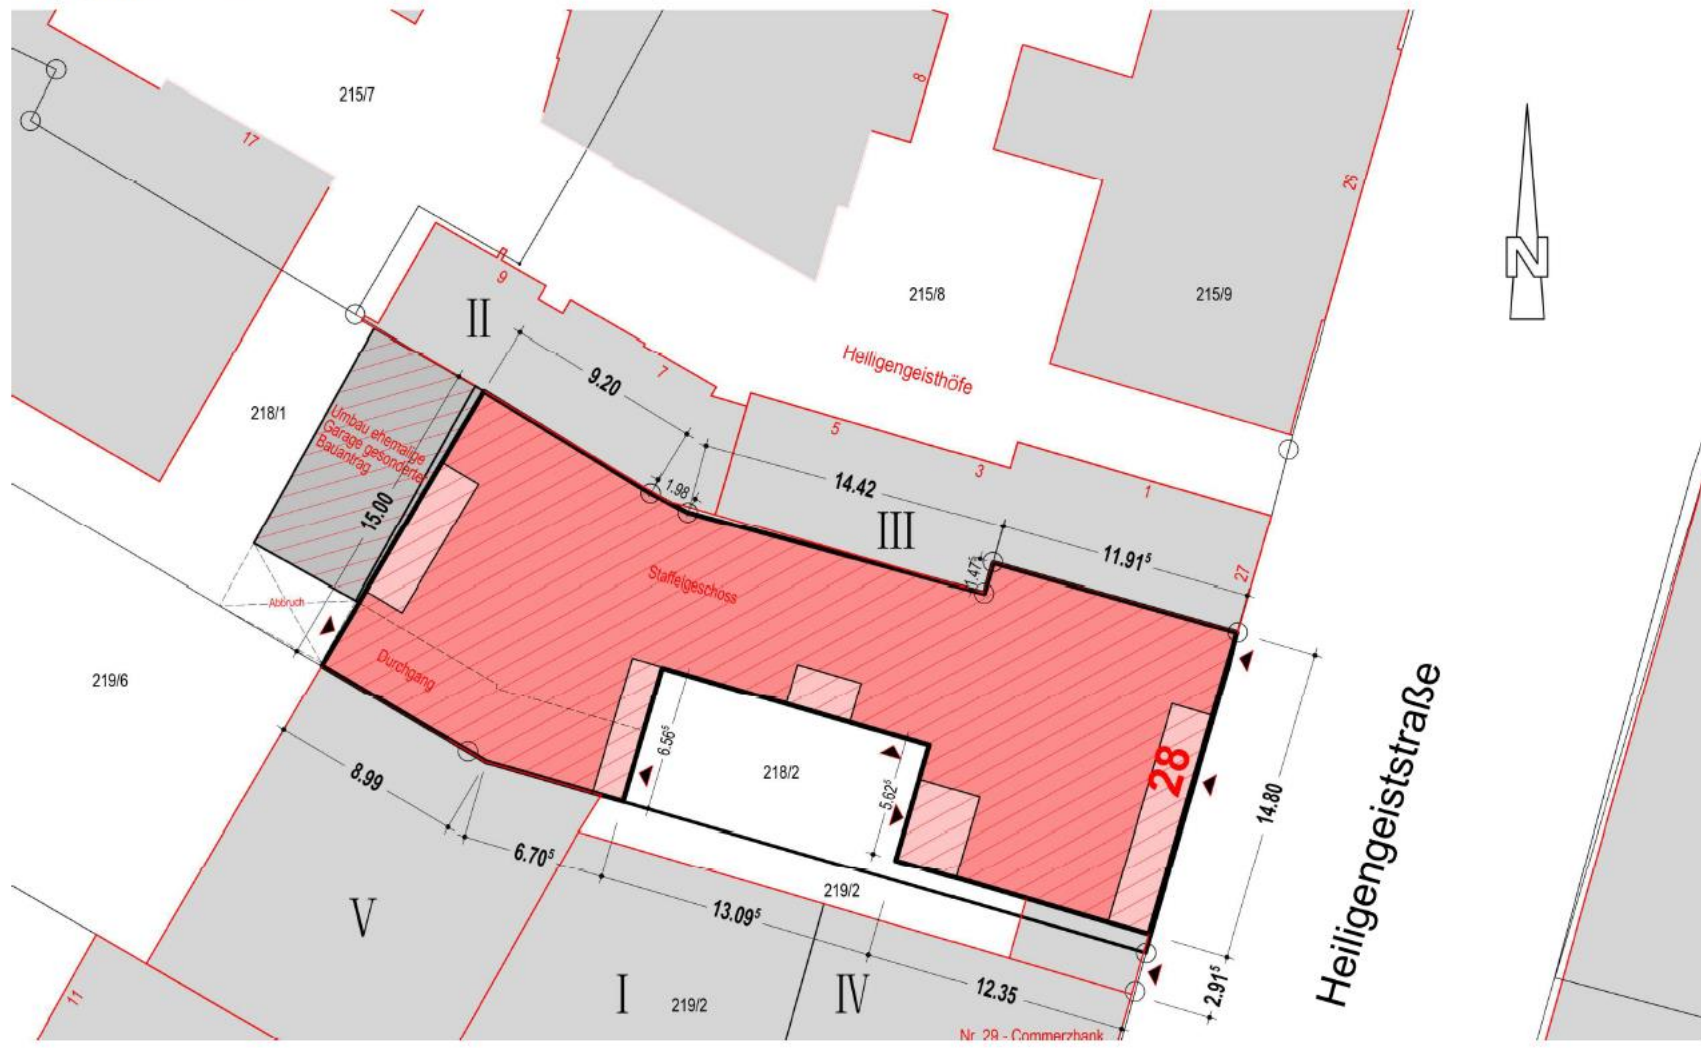 215/7
17
8
26
N
9
II
215/8
215/9
Heiligengeisthöfe
7
9.20
218/1
Umbau ehemalige
Garage gesonderter
Bauantrag
5
3
1
1.98
14.42
III
15.00
11.91⁵
1.47⁵
27
Staffelgeschoss
Abbruch
Durchgang
219/6
6.56⁵
218/2
5.62⁵
28
14.80
Heiligengeiststraße
8.99
6.70⁵
219/2
13.09⁵
V
I
219/2
IV
12.35
2.91⁵
11
Nr. 29 - Commerzbank